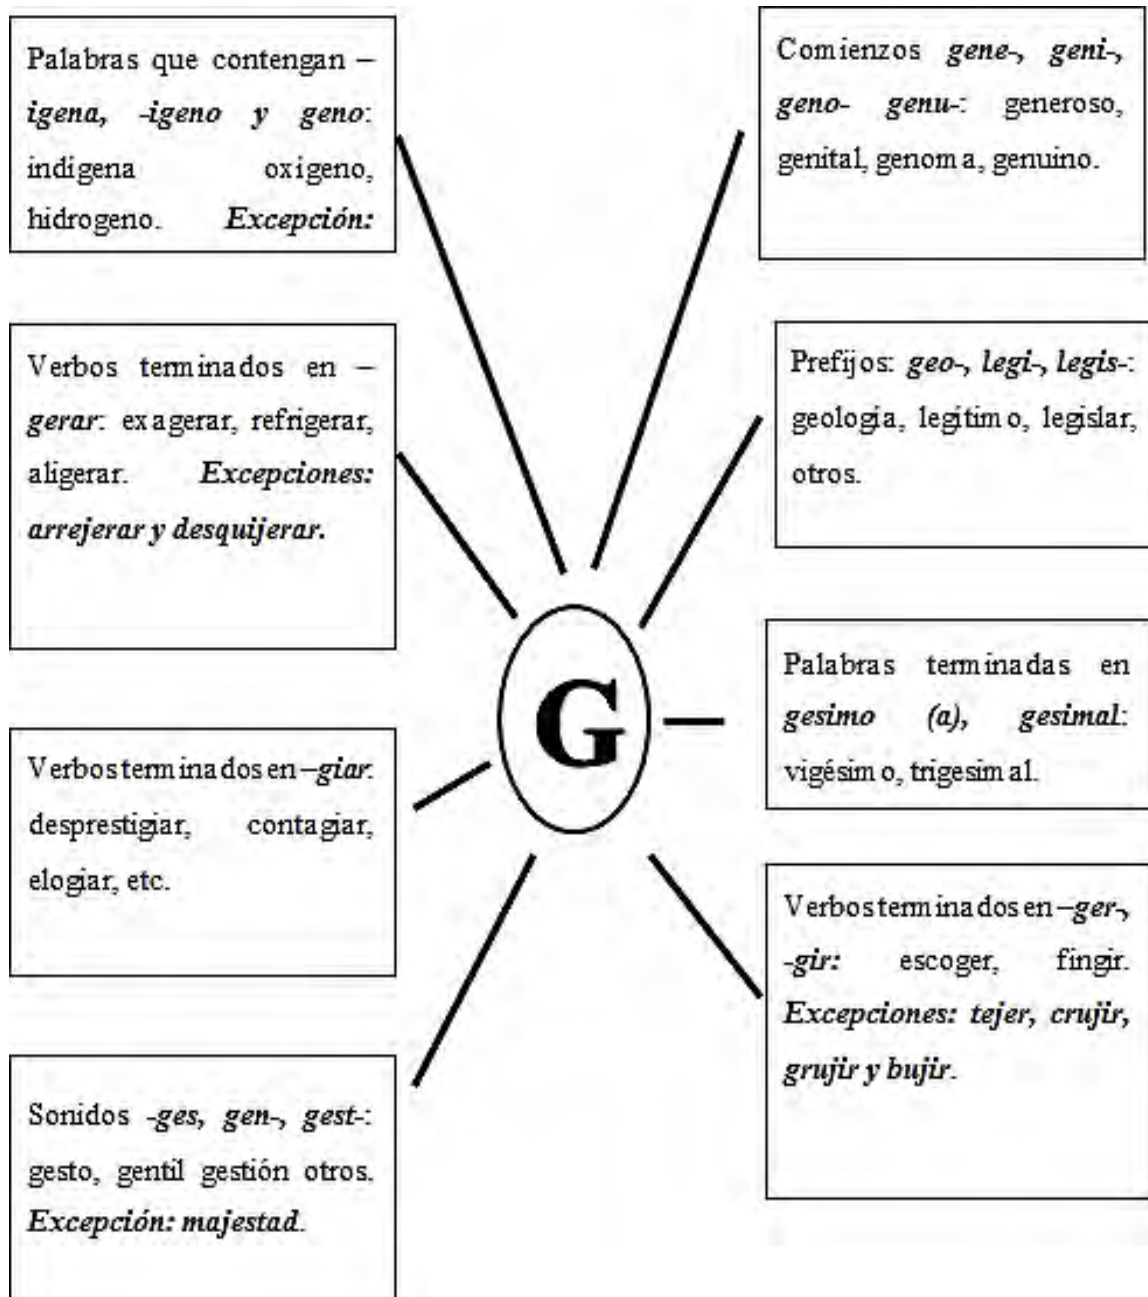 Palabras que contengan –
igena, -igeno y geno:
indígena oxigeno,
hidrogeno. Excepción:
Verbos terminados en –
gerar: exagerar, refrigerar,
aligerar. Excepciones:
arrejerar y desquijerar.
Verbos terminados en –giar:
desprestigiar, contagiar,
elogiar, etc.
Sonidos -ges, gen-, gest-:
gesto, gentil gestión otros.
Excepción: majestad.
G
Comienzos gene-, geni-,
geno- genu-: generoso,
genital, genoma, genuino.
Prefijos: geo-, legi-, legis-:
geología, legítimo, legislar,
otros.
Palabras terminadas en
gesimo (a), gesimal:
vigésimo, trigesimal.
Verbos terminados en –ger-,
-gir: escoger, fingir.
Excepciones: tejer, crujir,
grujir y bujir.